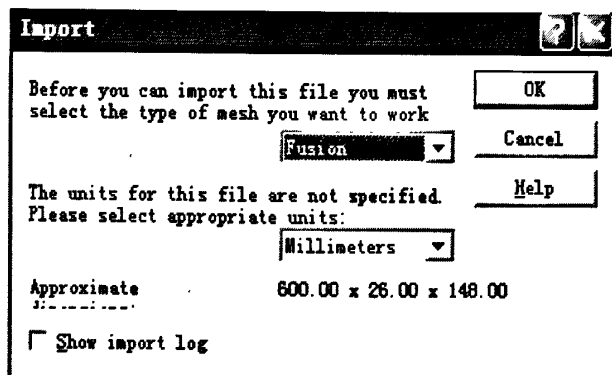 Import
Before you can import this file you must
select the type of mesh you want to work
OK
Fusion
Cancel
The units for this file are not specified.
Please select appropriate units:
Help
Millimeters
Approximate
600.00 x 26.00 x 148.00
Show import log